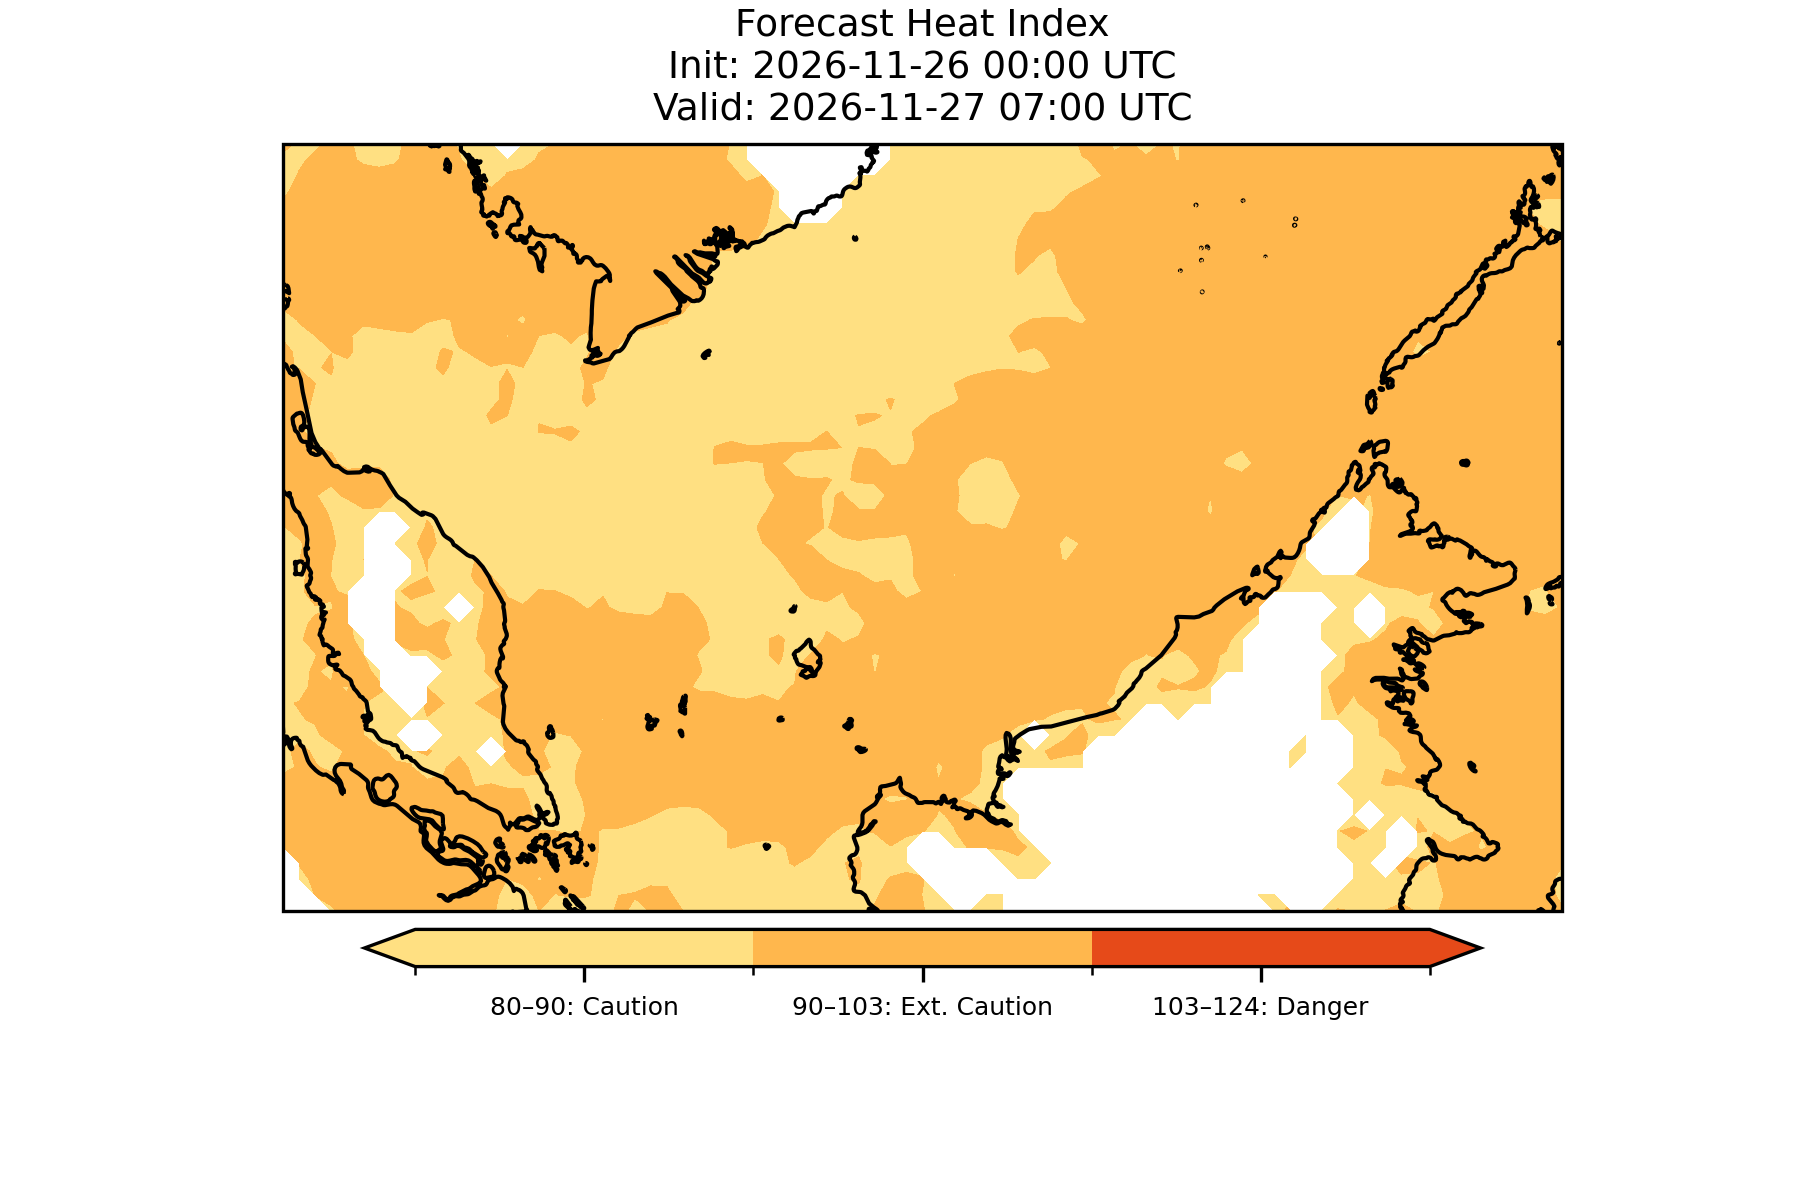 Forecast Heat Index
Init: 2026-11-26 00:00 UTC
Valid: 2026-11-27 07:00 UTC
80–90: Caution
90–103: Ext. Caution
103–124: Danger